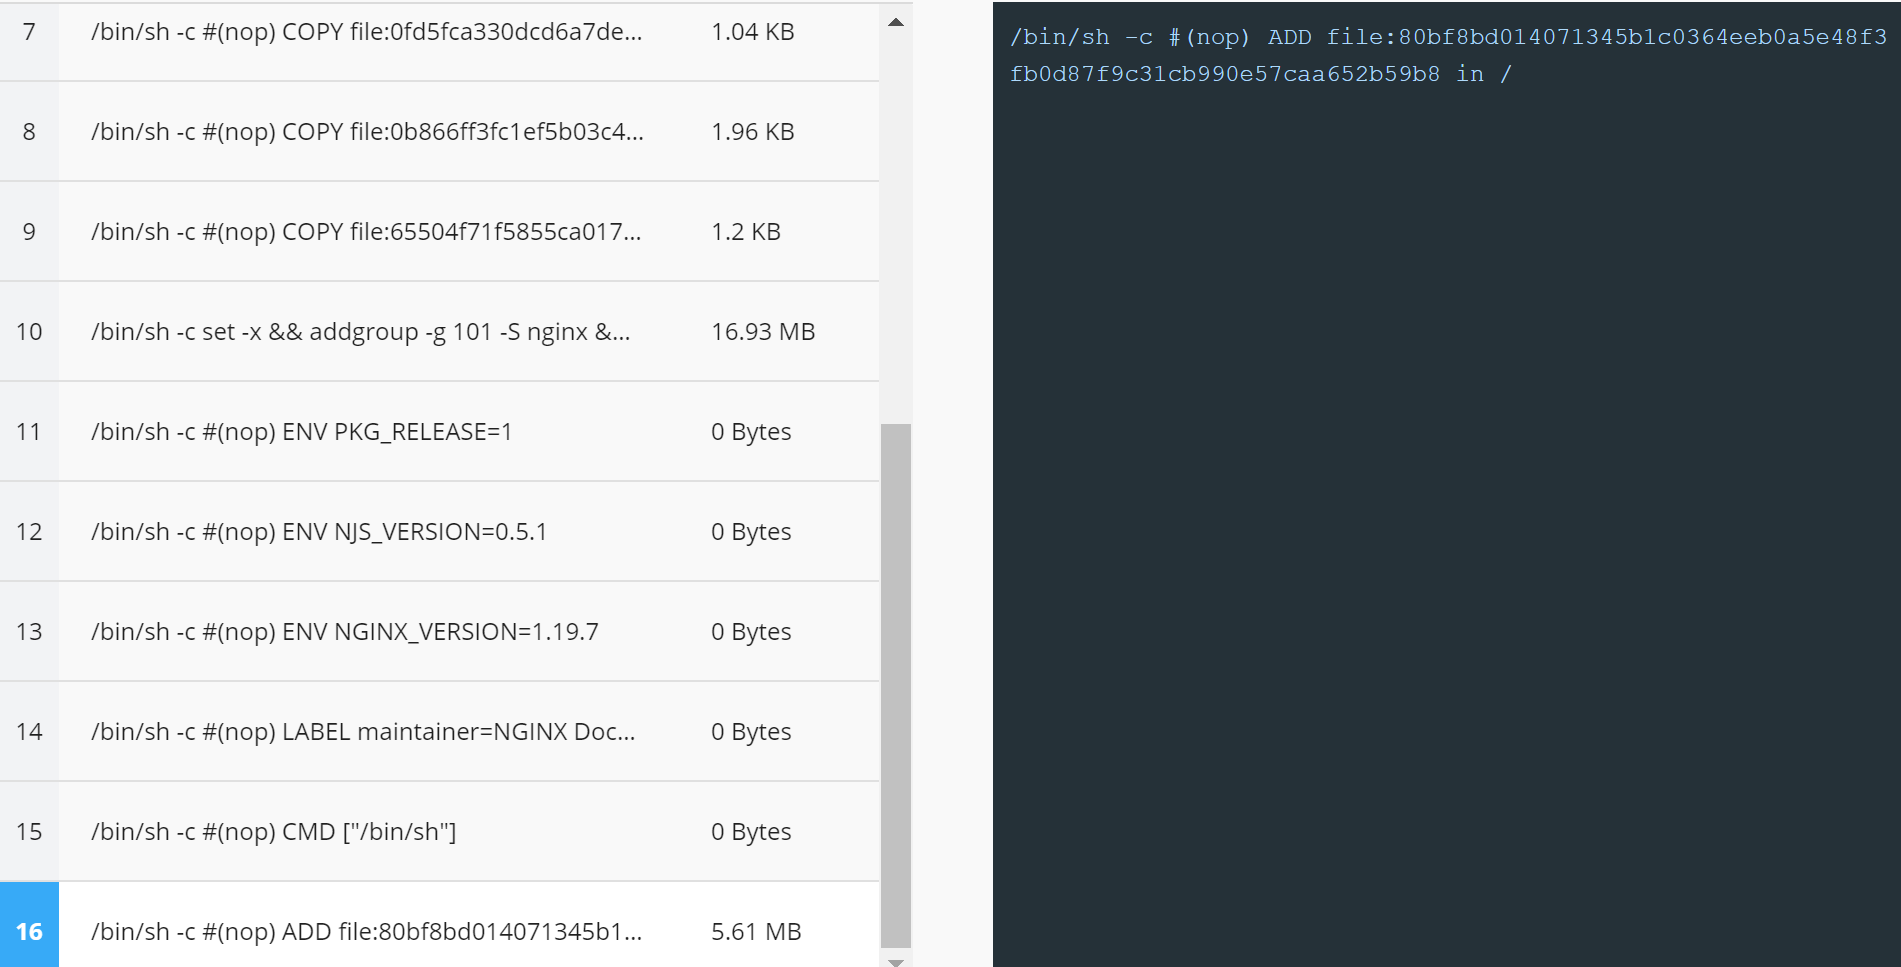 7 /bin/sh -c #(nop) COPY file:0fd5fca330dcd6a7de... 1.04 KB
8 /bin/sh -c #(nop) COPY file:0b866ff3fc1ef5b03c4... 1.96 KB
9 /bin/sh -c #(nop) COPY file:65504f71f5855ca017... 1.2 KB
10 /bin/sh -c set -x && addgroup -g 101 -S nginx &... 16.93 MB
11 /bin/sh -c #(nop) ENV PKG_RELEASE=1 0 Bytes
12 /bin/sh -c #(nop) ENV NJS_VERSION=0.5.1 0 Bytes
13 /bin/sh -c #(nop) ENV NGINX_VERSION=1.19.7 0 Bytes
14 /bin/sh -c #(nop) LABEL maintainer=NGINX Doc... 0 Bytes
15 /bin/sh -c #(nop) CMD ["/bin/sh"] 0 Bytes
16 /bin/sh -c #(nop) ADD file:80bf8bd014071345b1... 5.61 MB
/bin/sh -c #(nop) ADD file:80bf8bd014071345b1c0364eeb0a5e48f3
fb0d87f9c31cb990e57caa652b59b8 in /